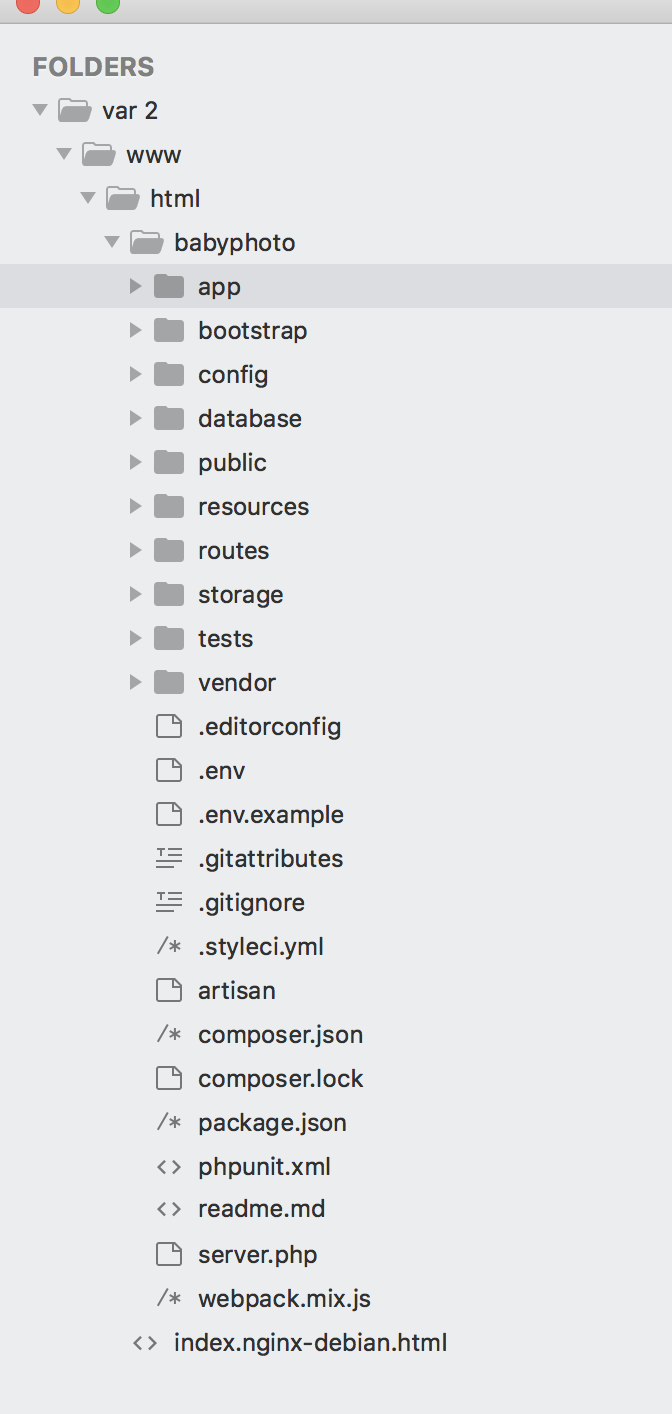 FOLDERS
var 2
www
html
babyphoto
app
bootstrap
config
database
public
resources
routes
storage
tests
vendor
.editorconfig
.env
.env.example
.gitattributes
.gitignore
.styleci.yml
artisan
composer.json
composer.lock
package.json
phpunit.xml
readme.md
server.php
webpack.mix.js
index.nginx-debian.html